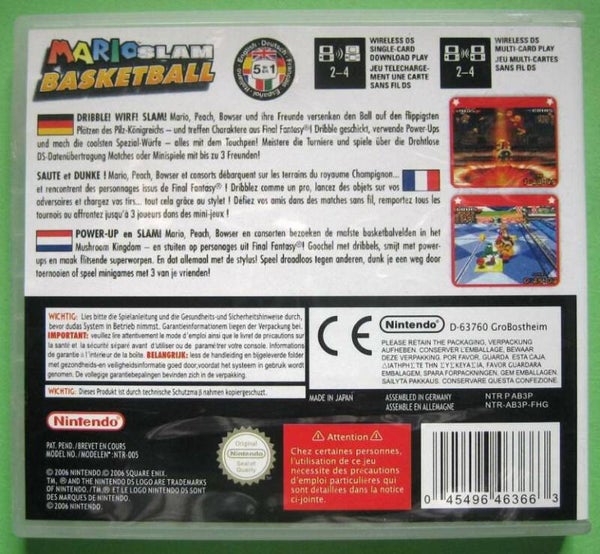 MARIO SLAM
BASKETBALL
English · Deutsch · Français · Español · Italiano
5in1
WIRELESS DS
SINGLE-CARD
DOWNLOAD PLAY
JEU TELECHARGE-
MENT UNE CARTE
SANS FIL DS
2–4
WIRELESS DS
MULTI-CARD PLAY
JEU MULTI-CARTES
SANS FIL DS
2–4
DRIBBLE! WIRF! SLAM! Mario, Peach, Bowser und ihre Freunde versenken den Ball auf den flippigsten
Plätzen des Pilz-Königreichs – und treffen Charaktere aus Final Fantasy®! Dribble geschickt, verwende Power-Ups
und mach die coolsten Spezial-Würfe – alles mit dem Touchpen! Meistere die Turniere und spiele über die Drahtlose
DS-Datenübertragung Matches oder Minispiele mit bis zu 3 Freunden!
SAUTE et DUNKE ! Mario, Peach, Bowser et consorts débarquent sur les terrains du royaume Champignon...
et rencontrent des personnages issus de Final Fantasy® ! Dribblez comme un pro, lancez des objets sur vos
adversaires et chargez vos tirs... tout cela grâce au stylet ! Défiez vos amis dans des matches sans fil, remportez tous les
tournois ou affrontez jusqu'à 3 joueurs dans des mini-jeux !
POWER-UP en SLAM! Mario, Peach, Bowser en consorten bezoeken de mafste basketbalvelden in het
Mushroom Kingdom – en stuiten op personages uit Final Fantasy®! Goochel met dribbels, smijt met power-
ups en maak flitsende superworpen. En dat allemaal met de stylus! Speel draadloos tegen anderen, dunk je een weg door
toernooien of speel minigames met 3 van je vrienden!
WICHTIG: Lies bitte die Spielanleitung und die Gesundheits-und Sicherheitshinweise durch,
bevor du das System in Betrieb nimmst. Garantieinformationen liegen der Verpackung bei.
IMPORTANT: veuillez lire attentivement le mode d'emploi ainsi que le livret de précautions sur
la santé et la sécurité séparé avant d'utiliser ou de paramétrer votre console. Informations
de garantie à l'intérieur de la boîte. BELANGRIJK: lees de handleiding en bijgeleverde folder
met gezondheids-en veiligheidsinformatie goed door,voordat het systeem in gebruik wordt
genomen. De volledige garantiebepalingen bevinden zich in de verpakking.
WICHTIG: Dieses Produkt ist durch technische Schutzmaßnahmen kopiergeschützt.
CE
Nintendo® D-63760 Großostheim
PLEASE RETAIN THE PACKAGING, VERPACKUNG
AUFHEBEN. CONSERVER L'EMBALLAGE. BEWAAR
DEZE VERPAKKING. POR FAVOR, GUARDA ESTA CAJA
ΔΙΑΤΗΡΗΣΤΕ ΤΗΝ ΣΥΣΚΕΥΑΣΙΑ. FAVOR GUARDAR A
EMBALAGEM. SPARA FÖRPACKNINGEN. GEM EMBALLAGEN.
SÄILYTÄ PAKKAUS. CONSERVARE QUESTA CONFEZIONE.
MADE IN JAPAN
ASSEMBLED IN GERMANY
ASSEMBLE EN ALLEMAGNE
NTR P AB3P
NTR-AB3P-FHG
Nintendo®
PAT. PEND./BREVET EN COURS
MODEL NO./MODELE Nº: NTR-005
© 2006 NINTENDO.© 2006 SQUARE ENIX.
TM, ® AND THE NINTENDO DS LOGO ARE TRADEMARKS
OF NINTENDO./TM,® ET LE LOGO NINTENDO DS SONT
DES MARQUES DE NINTENDO.
© 2006 NINTENDO.
Original
Nintendo
Seal of
Quality
⚠ Attention ⚠
Chez certaines personnes,
l'utilisation de ce jeu
nécessite des précautions
d'emploi particulières qui
sont détaillées dans la notice
ci-jointe.
0 45496 46366 3